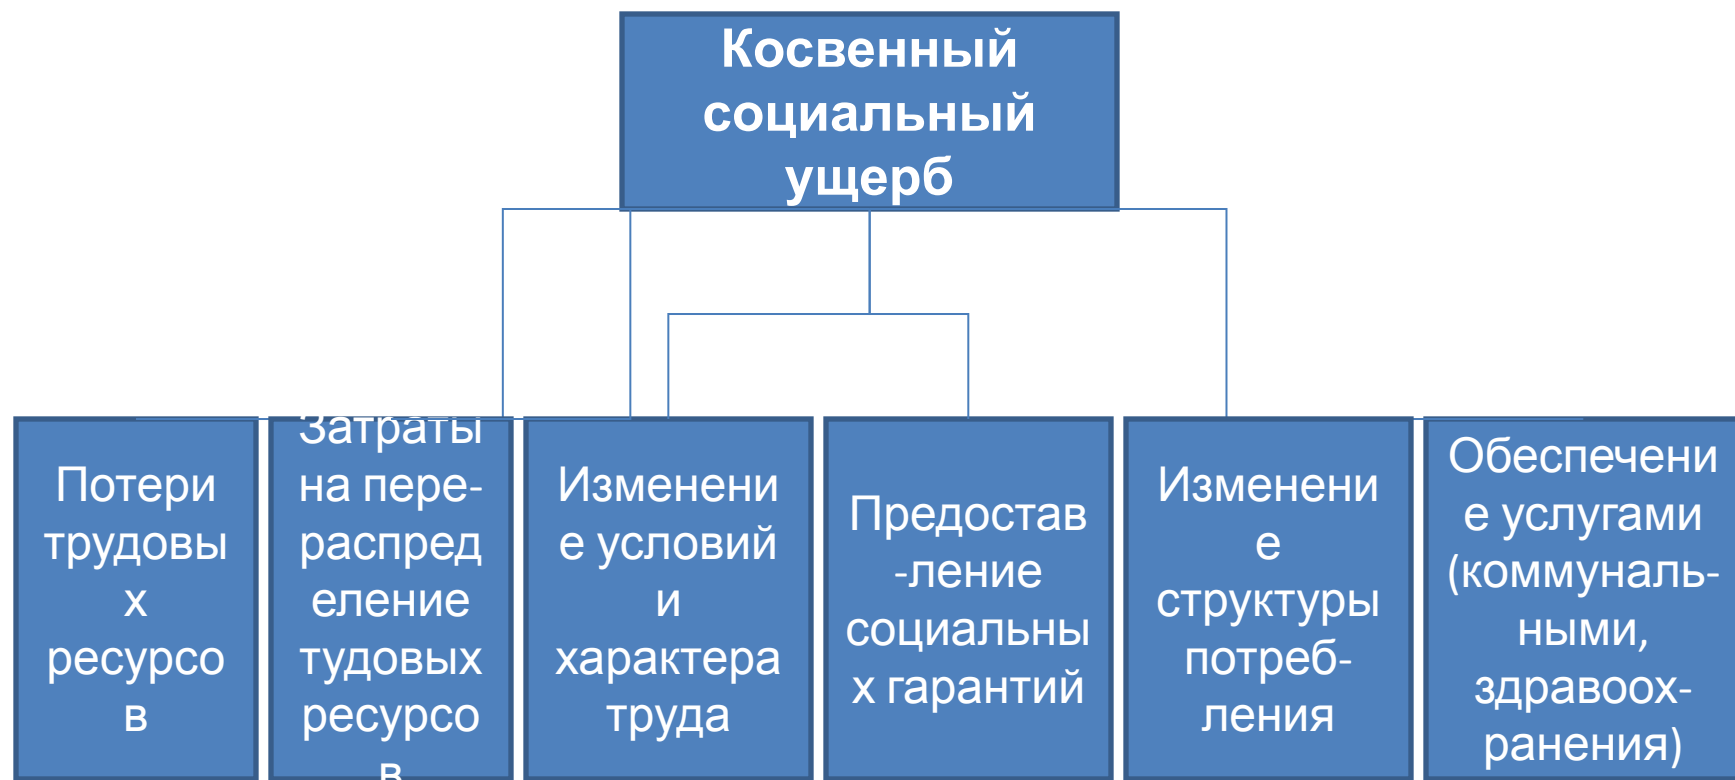 Косвенный
социальный
ущерб
Потери
трудовы
х
ресурсо
в
Затраты
на пере-
распред
еление
тудовых
ресурсо
в
Изменени
е условий
и
характера
труда
Предостав
-ление
социальны
х гарантий
Изменени
е
структуры
потреб-
ления
Обеспечени
е услугами
(коммуналь-
ными,
здравоох-
ранения)